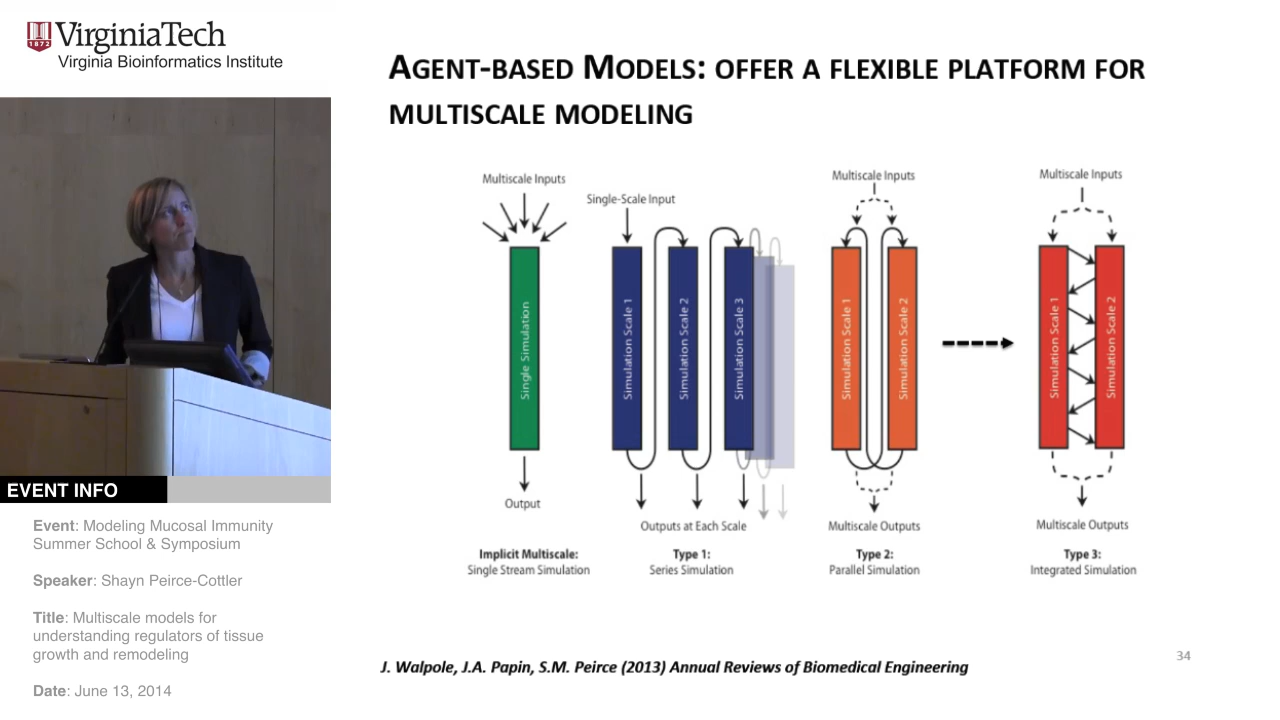 1872
VirginiaTech
Virginia Bioinformatics Institute
AGENT-BASED MODELS: OFFER A FLEXIBLE PLATFORM FOR
MULTISCALE MODELING
Multiscale Inputs
Single-Scale Input
Multiscale Inputs
Multiscale Inputs
Single Simulation
Simulation Scale 1
Simulation Scale 2
Simulation Scale 3
Simulation Scale 1
Simulation Scale 2
Simulation Scale 1
Simulation Scale 2
Output
Outputs at Each Scale
Multiscale Outputs
Multiscale Outputs
Implicit Multiscale:
Single Stream Simulation
Type 1:
Series Simulation
Type 2:
Parallel Simulation
Type 3:
Integrated Simulation
J. Walpole, J.A. Papin, S.M. Peirce (2013) Annual Reviews of Biomedical Engineering
34
EVENT INFO
Event: Modeling Mucosal Immunity
Summer School & Symposium
Speaker: Shayn Peirce-Cottler
Title: Multiscale models for
understanding regulators of tissue
growth and remodeling
Date: June 13, 2014